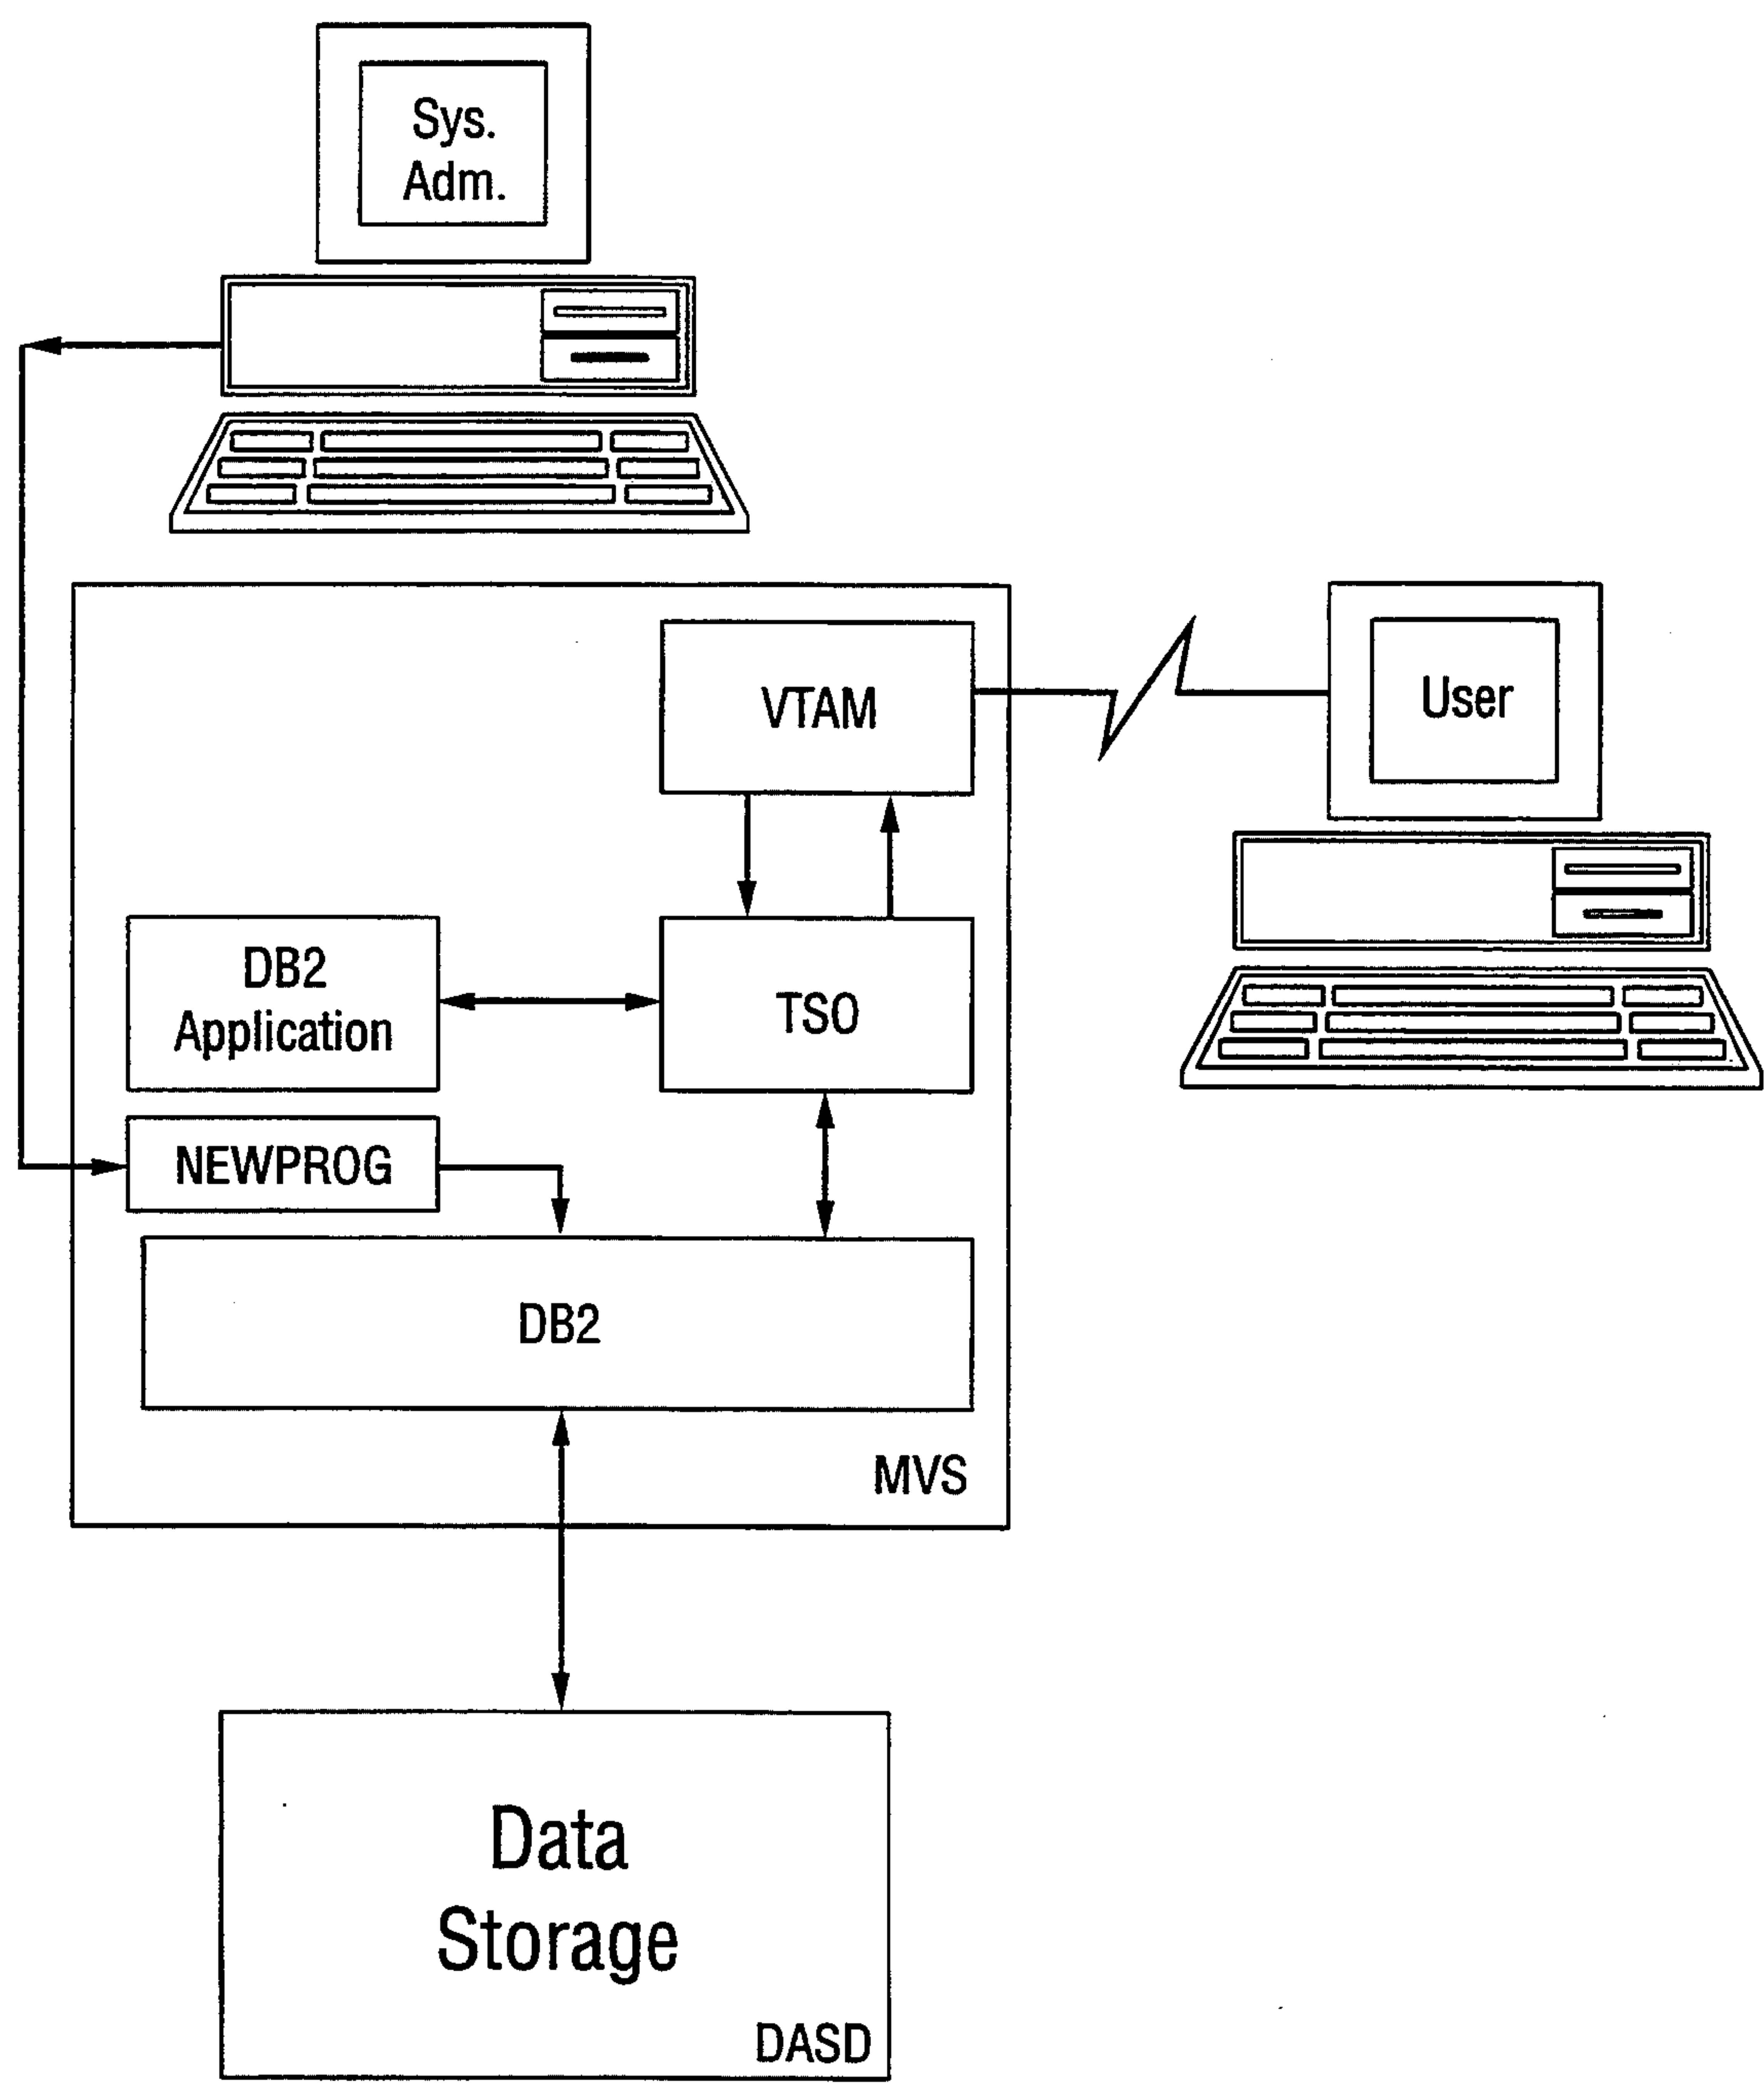 Sys.
Adm.
VTAM
User
DB2
Application
TSO
NEWPROG
DB2
MVS
Data
Storage
DASD